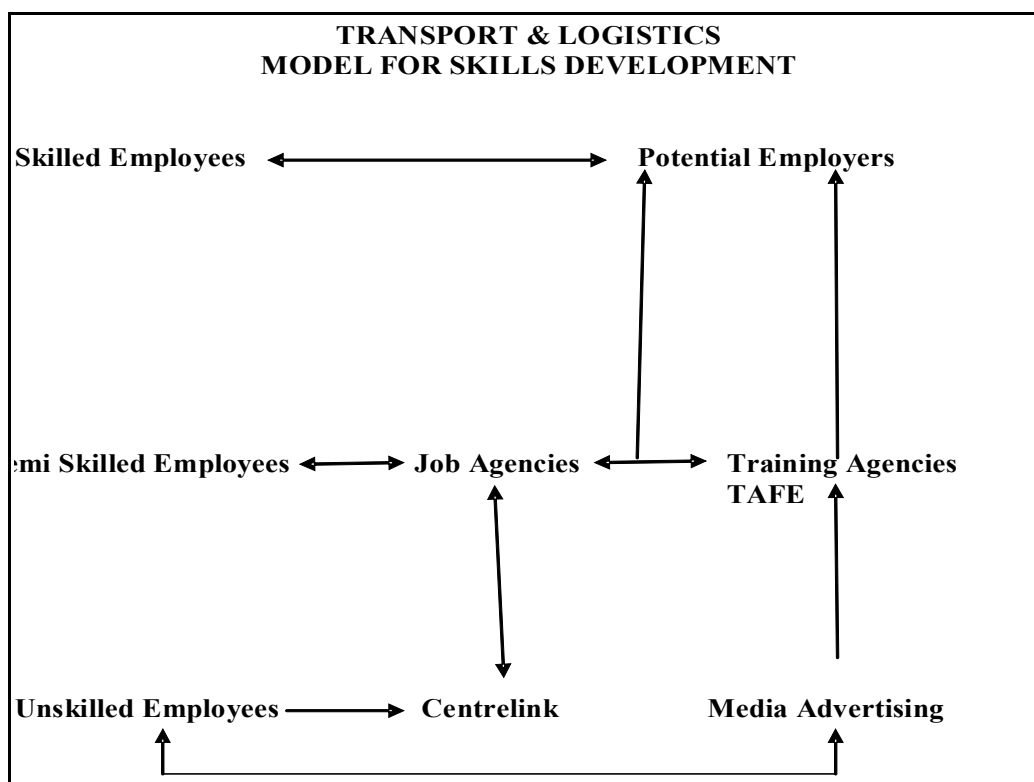 TRANSPORT & LOGISTICS
MODEL FOR SKILLS DEVELOPMENT
Skilled Employees Potential Employers
emi Skilled Employees Job Agencies Training Agencies
TAFE
Unskilled Employees Centrelink Media Advertising